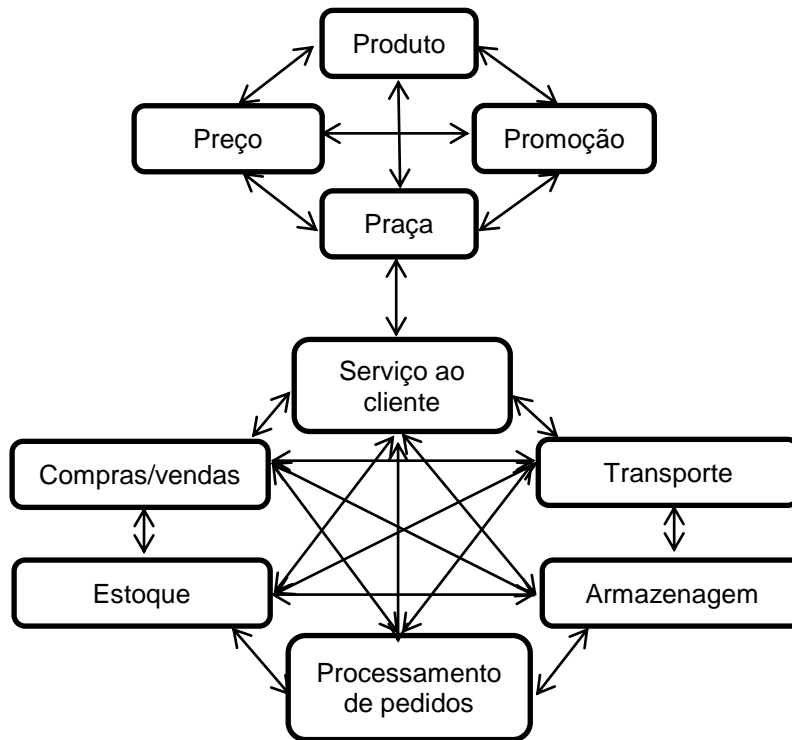 Produto
Preço
Promoção
Praça
Serviço ao
cliente
Compras/vendas
Transporte
Estoque
Armazenagem
Processamento
de pedidos